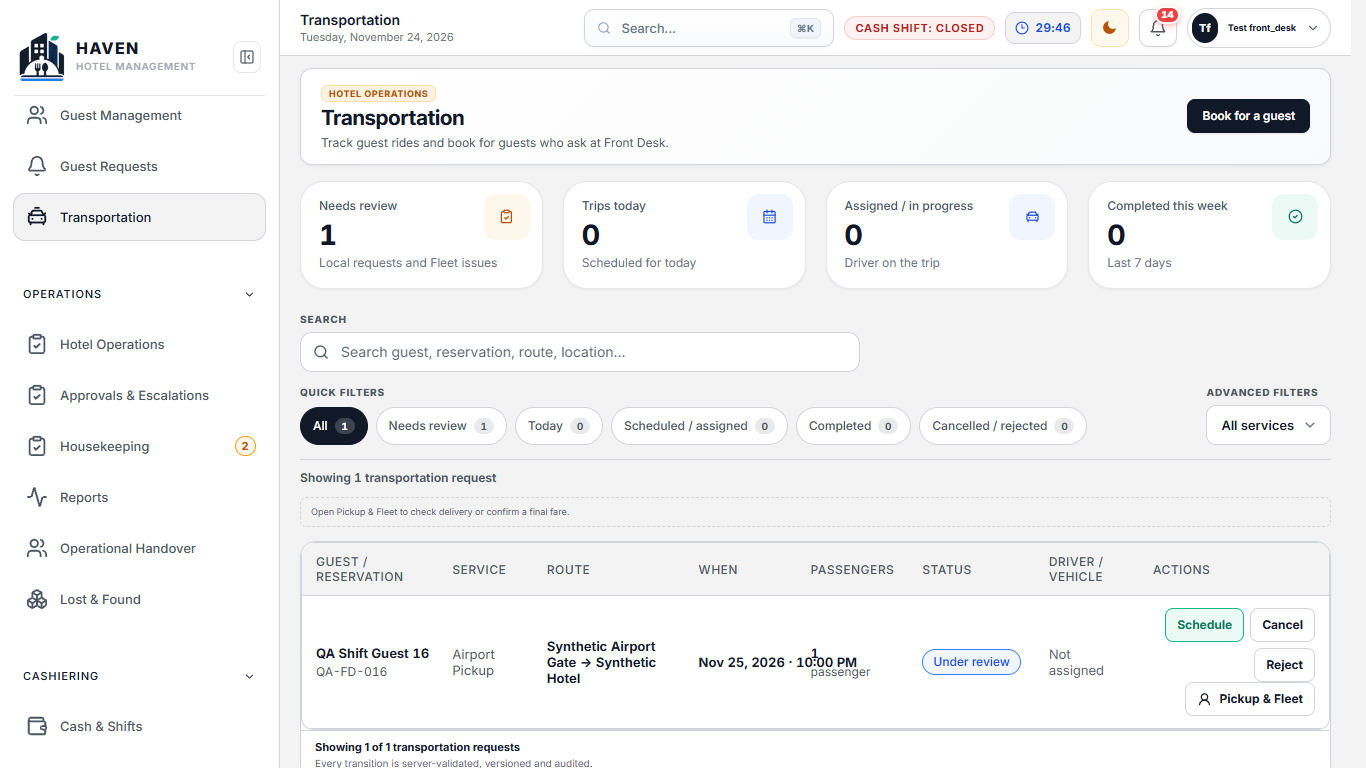 HAVEN
HOTEL MANAGEMENT
Guest Management
Guest Requests
Transportation
OPERATIONS
Hotel Operations
Approvals & Escalations
Housekeeping 2
Reports
Operational Handover
Lost & Found
CASHIERING
Cash & Shifts
Transportation
Tuesday, November 24, 2026
Search... ⌘K
CASH SHIFT: CLOSED
29:46
14
Tf Test front_desk
HOTEL OPERATIONS
Transportation
Track guest rides and book for guests who ask at Front Desk.
Book for a guest
Needs review
1
Local requests and Fleet issues
Trips today
0
Scheduled for today
Assigned / in progress
0
Driver on the trip
Completed this week
0
Last 7 days
SEARCH
Search guest, reservation, route, location...
QUICK FILTERS
All 1
Needs review 1
Today 0
Scheduled / assigned 0
Completed 0
Cancelled / rejected 0
ADVANCED FILTERS
All services
Showing 1 transportation request
Open Pickup & Fleet to check delivery or confirm a final fare.
GUEST /
RESERVATION
SERVICE
ROUTE
WHEN
PASSENGERS
STATUS
DRIVER /
VEHICLE
ACTIONS
QA Shift Guest 16
QA-FD-016
Airport
Pickup
Synthetic Airport
Gate → Synthetic
Hotel
Nov 25, 2026 · 10:00 PM
1
passenger
Under review
Not
assigned
Schedule
Cancel
Reject
Pickup & Fleet
Showing 1 of 1 transportation requests
Every transition is server-validated, versioned and audited.